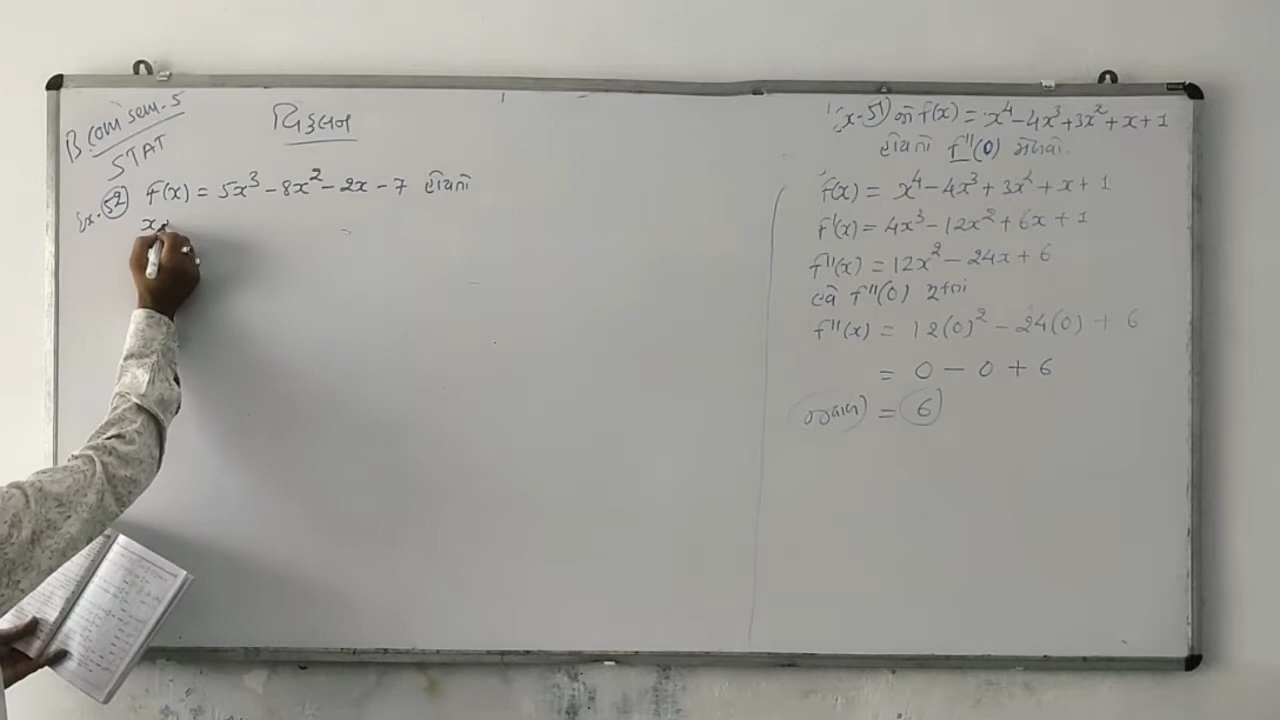 B.com sem-5
STAT
વિકલન
Ex. 52 f(x) = 5x³ - 8x² - 2x - 7 હોયતો
x
Ex-51) જો f(x) = x⁴ - 4x³ + 3x² + x + 1
હોયતો f''(0) મેળવો.
f(x) = x⁴ - 4x³ + 3x² + x + 1
f'(x) = 4x³ - 12x² + 6x + 1
f''(x) = 12x² - 24x + 6
હવે f''(0) થતાં
f''(x) = 12(0)² - 24(0) + 6
= 0 - 0 + 6
જવાબ) = 6